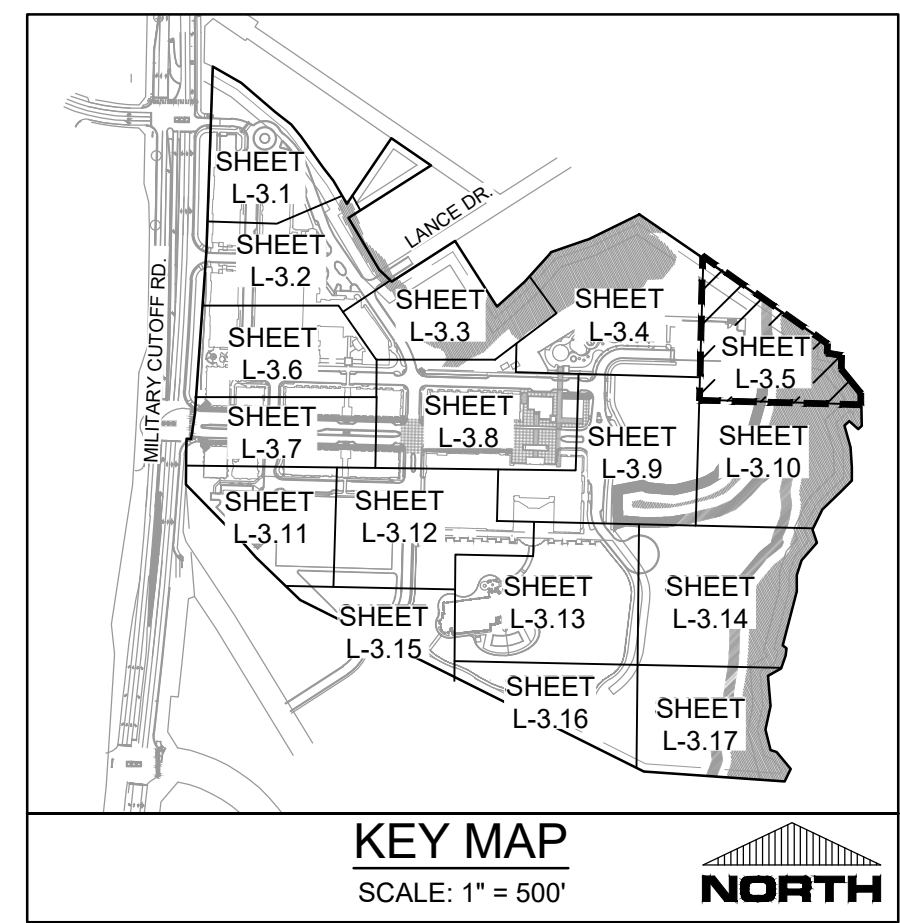 SHEET
L-3.1
SHEET
L-3.2
LANCE DR.
SHEET
L-3.3
SHEET
L-3.4
SHEET
L-3.5
MILITARY CUTOFF RD.
SHEET
L-3.6
SHEET
L-3.7
SHEET
L-3.8
SHEET
L-3.9
SHEET
L-3.10
SHEET
L-3.11
SHEET
L-3.12
SHEET
L-3.13
SHEET
L-3.14
SHEET
L-3.15
SHEET
L-3.16
SHEET
L-3.17
KEY MAP
SCALE: 1" = 500'
NORTH